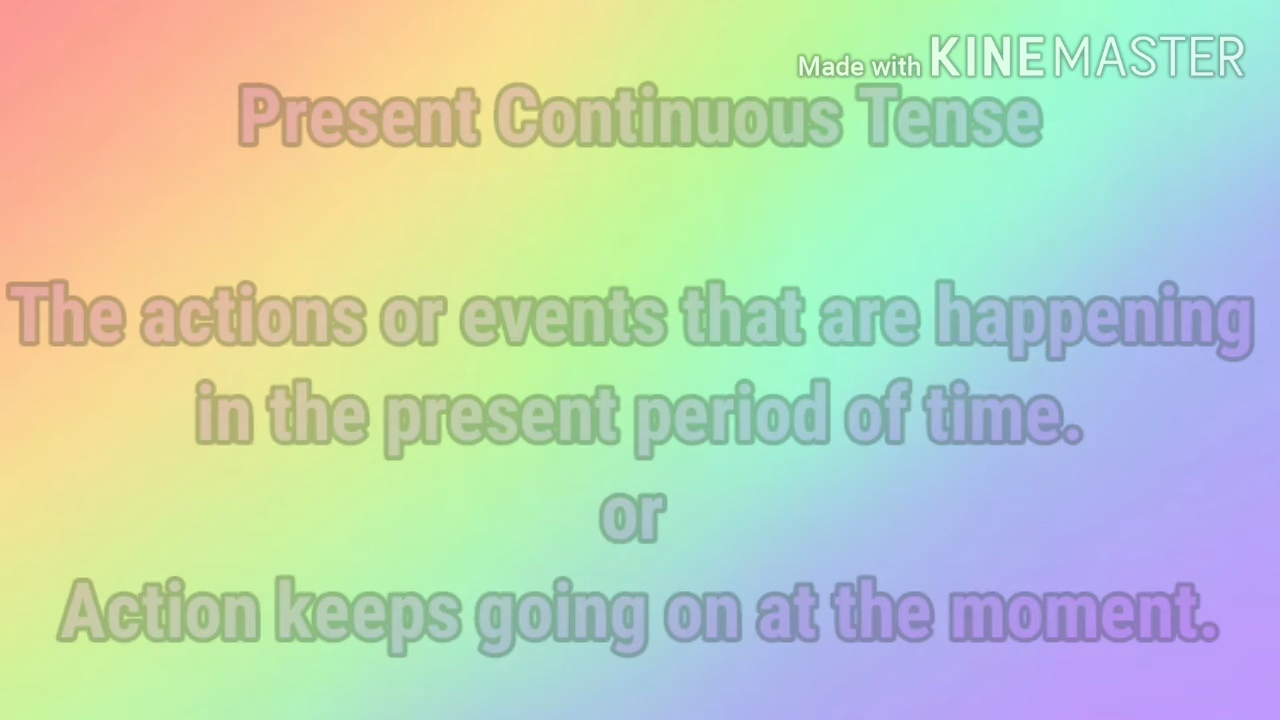 Made with KINEMASTER
Present Continuous Tense
The actions or events that are happening
in the present period of time.
or
Action keeps going on at the moment.